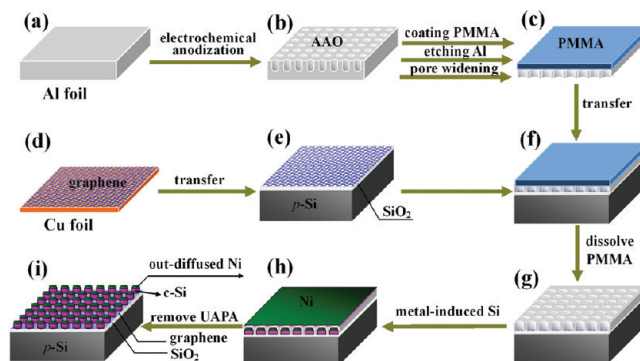 (a)
Al foil
electrochemical
anodization
(b)
AAO
coating PMMA
etching Al
pore widening
(c)
PMMA
transfer
(d)
graphene
Cu foil
transfer
(e)
p-Si
SiO2
(f)
dissolve
PMMA
(g)
metal-induced Si
(h)
Ni
remove UAPA
(i)
out-diffused Ni
c-Si
graphene
SiO2
p-Si